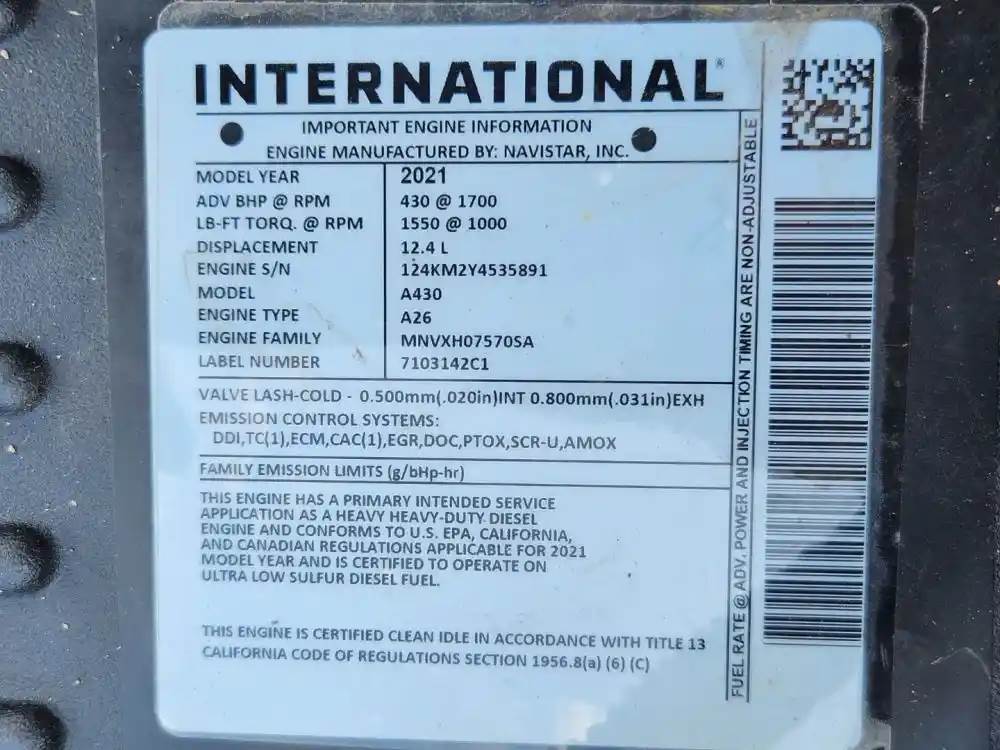 INTERNATIONAL®
IMPORTANT ENGINE INFORMATION
ENGINE MANUFACTURED BY: NAVISTAR, INC.
MODEL YEAR 2021
ADV BHP @ RPM 430 @ 1700
LB-FT TORQ. @ RPM 1550 @ 1000
DISPLACEMENT 12.4 L
ENGINE S/N 124KM2Y4535891
MODEL A430
ENGINE TYPE A26
ENGINE FAMILY MNVXH07570SA
LABEL NUMBER 7103142C1
VALVE LASH-COLD - 0.500mm(.020in)INT 0.800mm(.031in)EXH
EMISSION CONTROL SYSTEMS:
DDI,TC(1),ECM,CAC(1),EGR,DOC,PTOX,SCR-U,AMOX
FAMILY EMISSION LIMITS (g/bHp-hr)
THIS ENGINE HAS A PRIMARY INTENDED SERVICE
APPLICATION AS A HEAVY HEAVY-DUTY DIESEL
ENGINE AND CONFORMS TO U.S. EPA, CALIFORNIA,
AND CANADIAN REGULATIONS APPLICABLE FOR 2021
MODEL YEAR AND IS CERTIFIED TO OPERATE ON
ULTRA LOW SULFUR DIESEL FUEL.
THIS ENGINE IS CERTIFIED CLEAN IDLE IN ACCORDANCE WITH TITLE 13
CALIFORNIA CODE OF REGULATIONS SECTION 1956.8(a) (6) (C)
FUEL RATE @ ADV. POWER AND INJECTION TIMING ARE NON-ADJUSTABLE